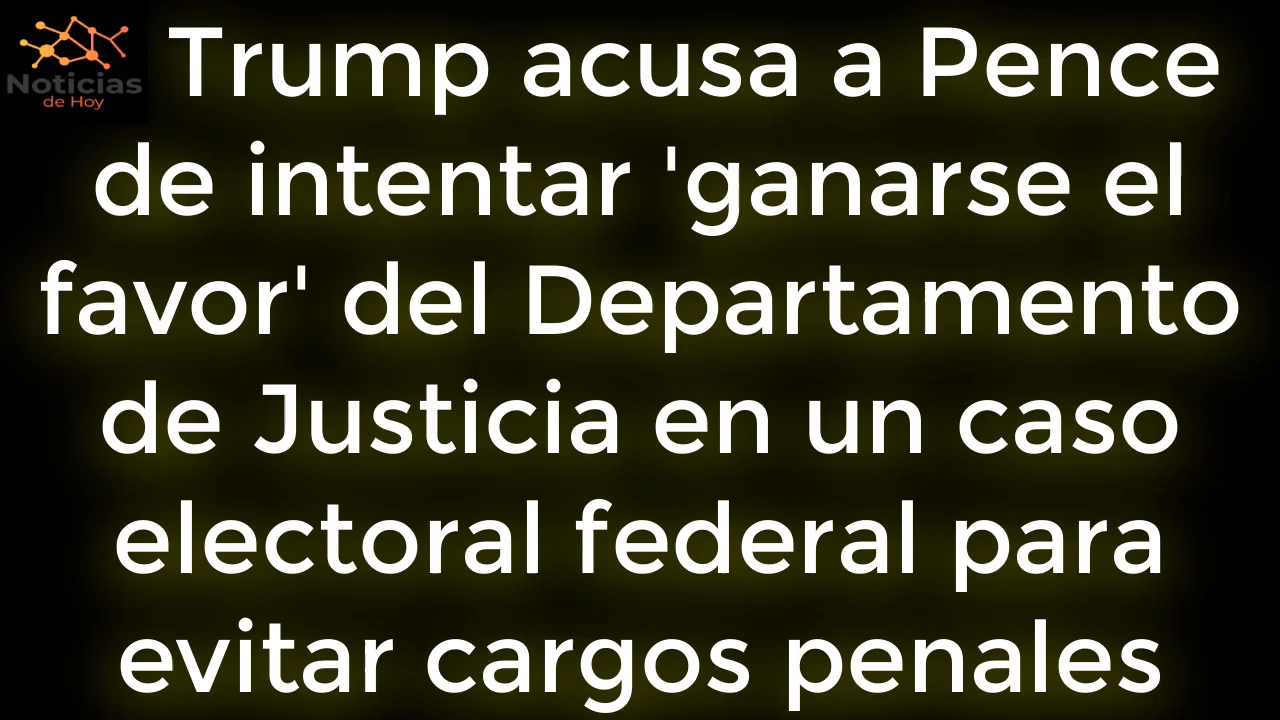 Noticias
de Hoy
Trump acusa a Pence
de intentar 'ganarse el
favor' del Departamento
de Justicia en un caso
electoral federal para
evitar cargos penales